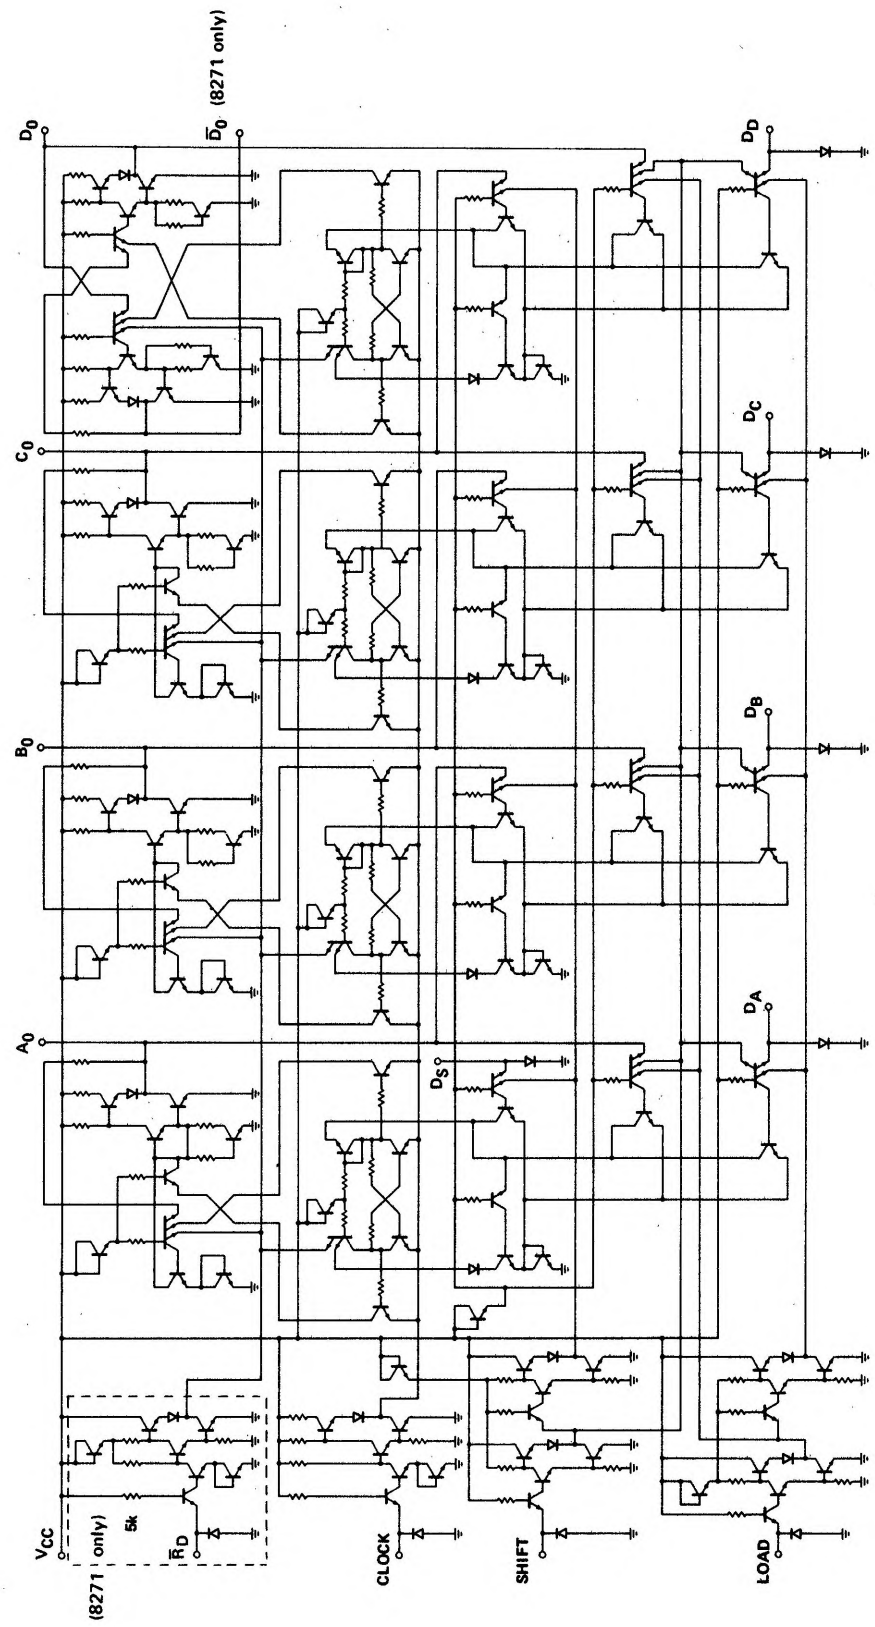 A₀
B₀
C₀
D₀
D̄₀ (8271 only)
VCC
(8271 only)
5k
R̄D
CLOCK
SHIFT
LOAD
DS
DA
DB
DC
DD